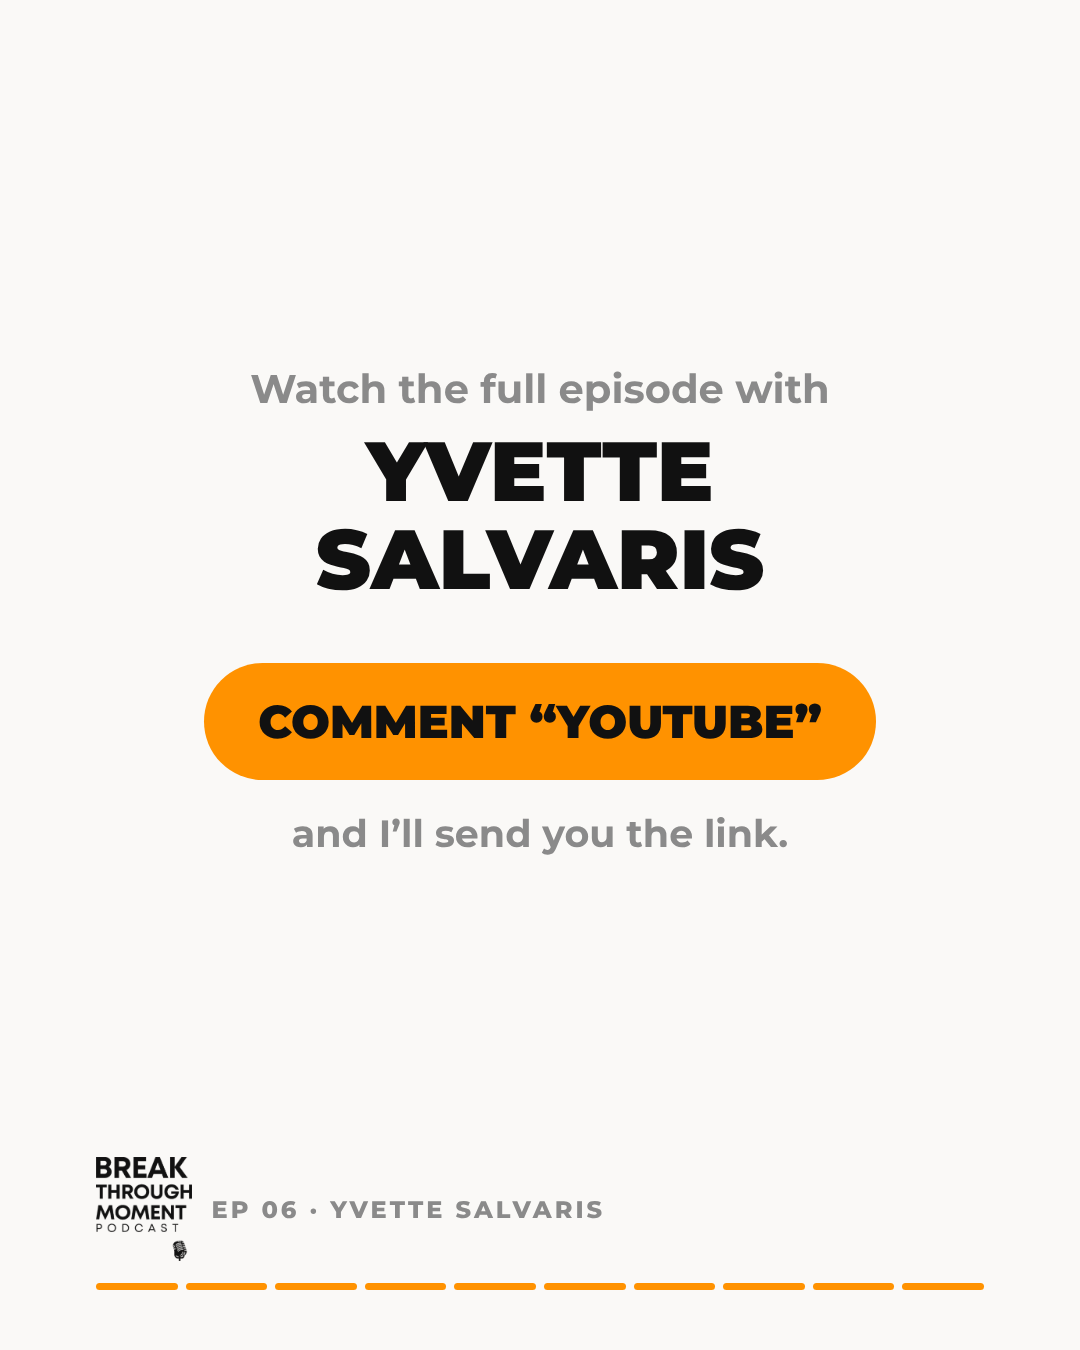 Watch the full episode with
YVETTE
SALVARIS
COMMENT “YOUTUBE”
and I’ll send you the link.
BREAK
THROUGH
MOMENT
PODCAST
EP 06 · YVETTE SALVARIS